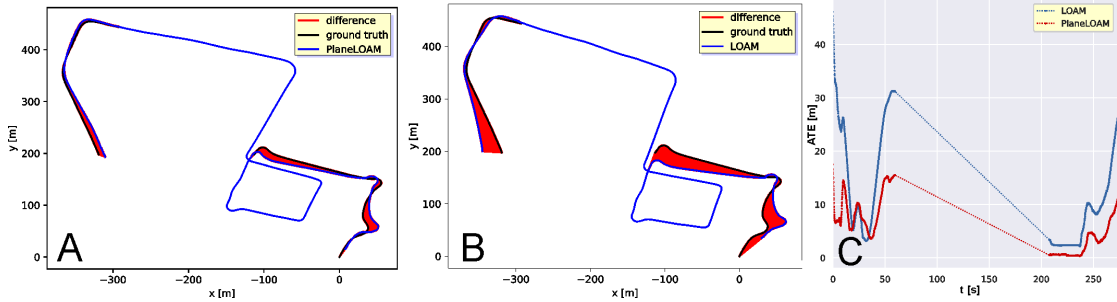 difference
ground truth
PlaneLOAM
400
300
200
100
0
y [m]
−300
−200
−100
0
x [m]
A
difference
ground truth
LOAM
400
300
200
100
0
y [m]
−300
−200
−100
0
x [m]
B
LOAM
PlaneLOAM
40
30
20
10
0
ATE [m]
0
50
100
150
200
250
t [s]
C